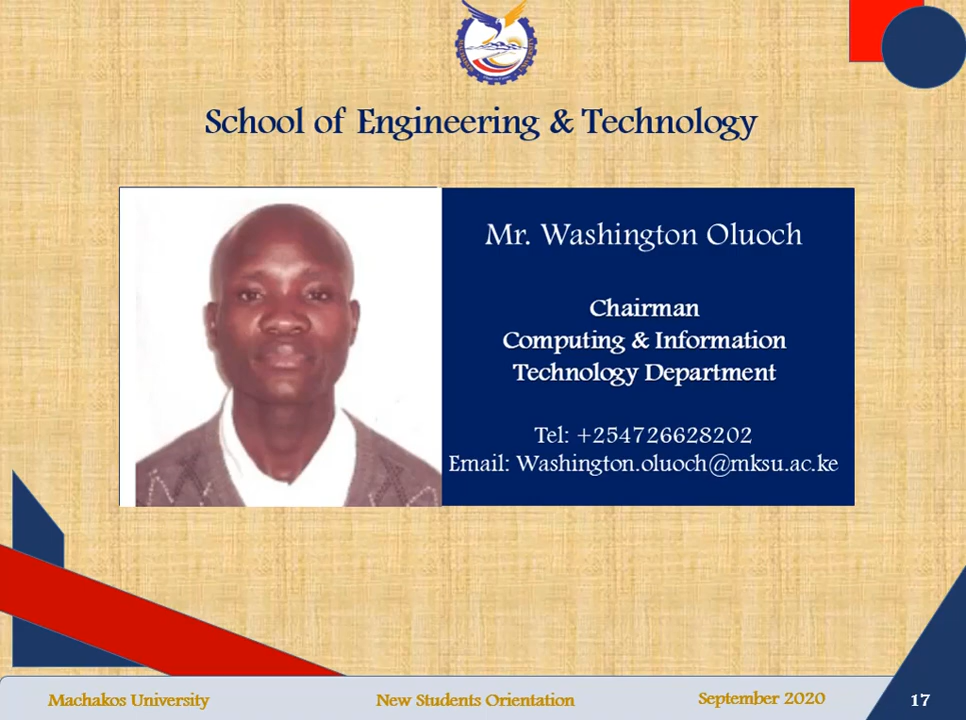 School of Engineering & Technology
Mr. Washington Oluoch
Chairman
Computing & Information
Technology Department
Tel: +254726628202
Email: Washington.oluoch@mksu.ac.ke
Machakos University
New Students Orientation
September 2020
17